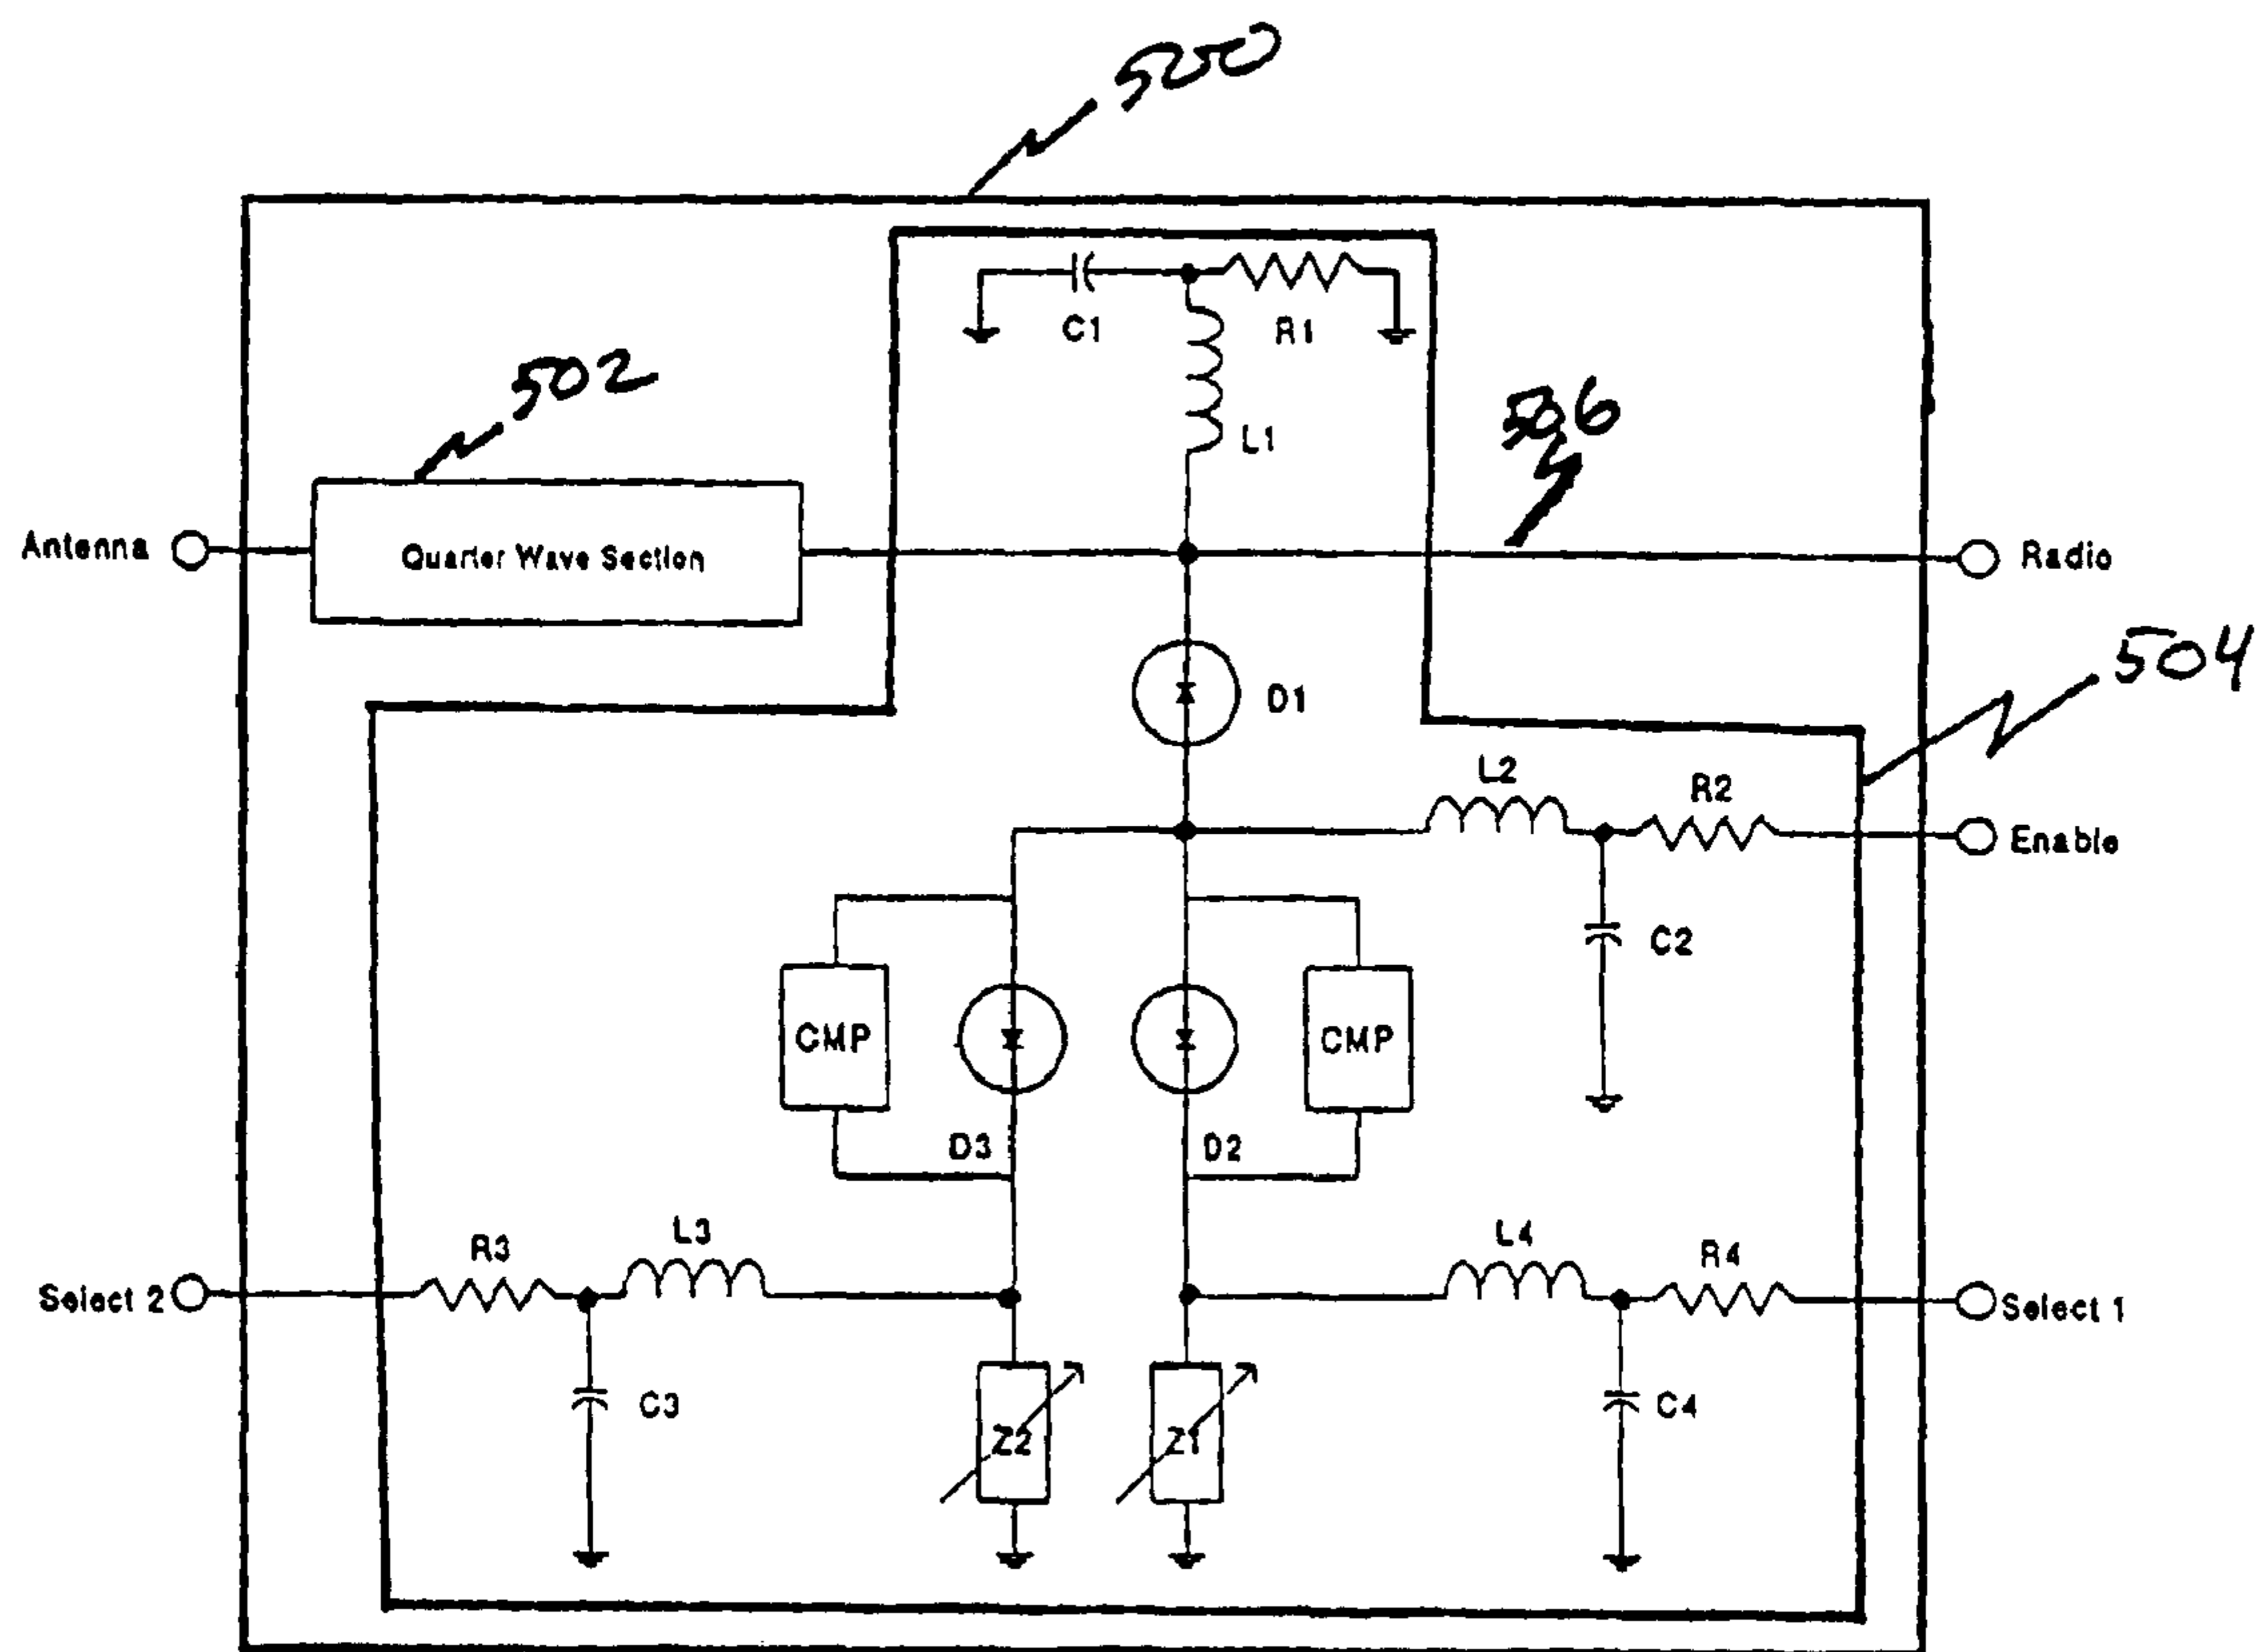 500
C1
R1
502
L1
506
Antenna
Quarter Wave Section
Radio
504
D1
L2
R2
Enable
C2
CMP
CMP
D3
D2
L3
L4
R3
R4
Select 2
Select 1
C3
C4
Z2
Z1